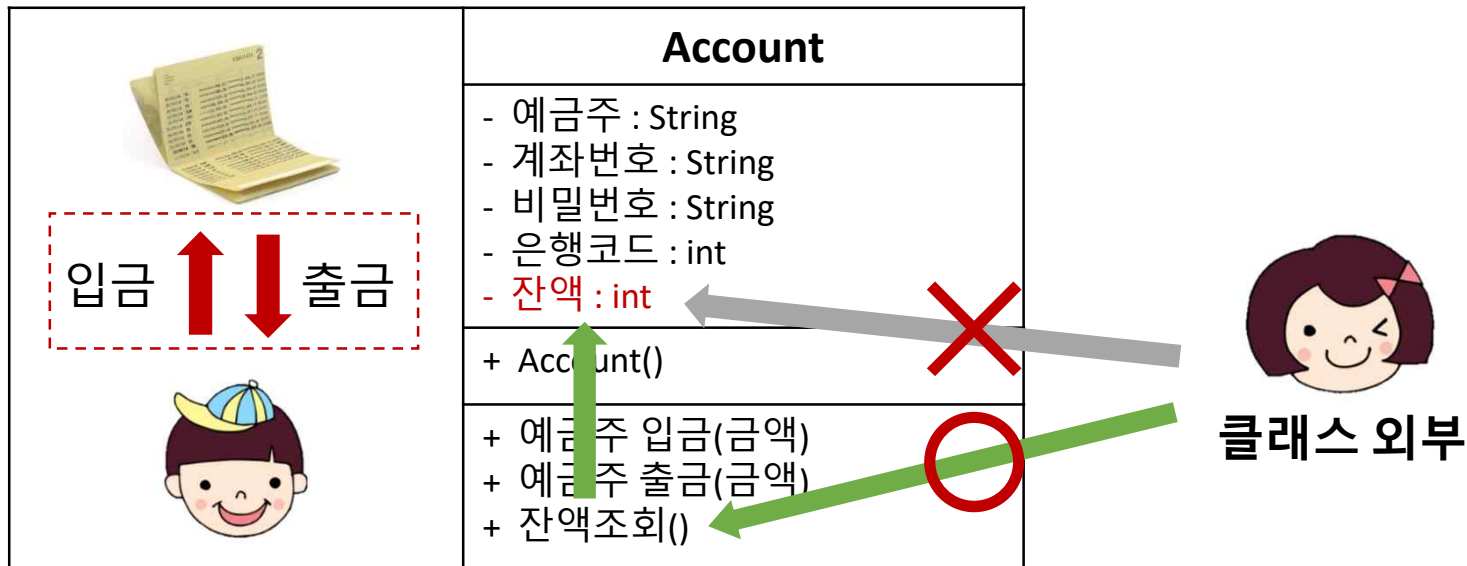 Account
- 예금주 : String
- 계좌번호 : String
- 비밀번호 : String
- 은행코드 : int
- 잔액 : int
+ Account()
+ 예금주 입금(금액)
+ 예금주 출금(금액)
+ 잔액조회()
입금 출금
클래스 외부